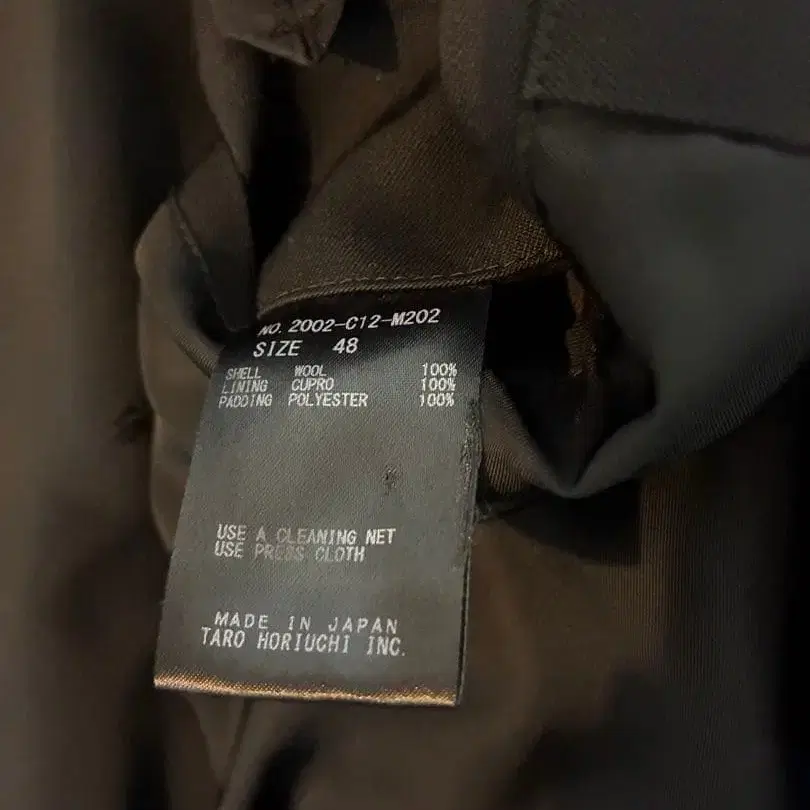 NO. 2002-C12-M202
SIZE 48
SHELL WOOL 100%
LINING CUPRO 100%
PADDING POLYESTER 100%
USE A CLEANING NET
USE PRESS CLOTH
MADE IN JAPAN
TARO HORIUCHI INC.